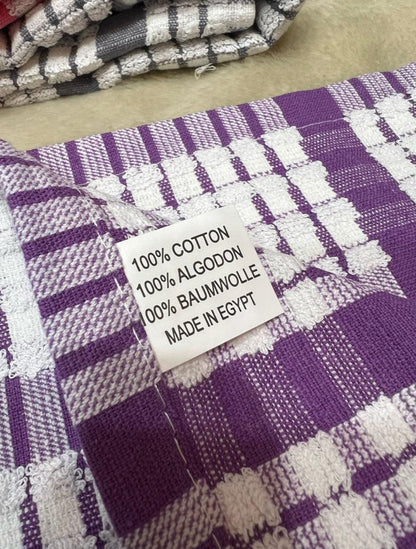 100% COTTON
100% ALGODON
100% BAUMWOLLE
MADE IN EGYPT